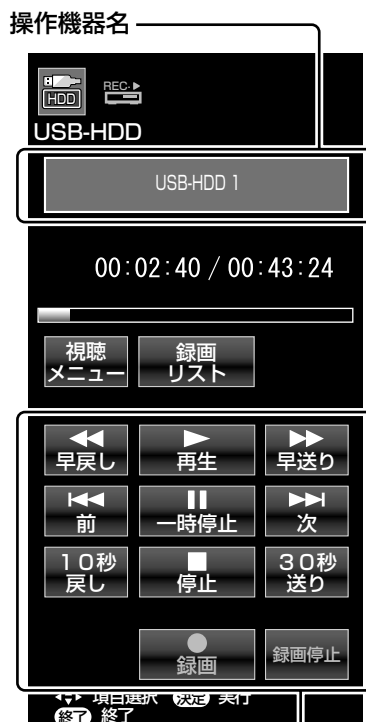 操作機器名
HDD
REC
USB-HDD
USB-HDD 1
00:02:40 / 00:43:24
視聴 録画
メニュー リスト
早戻し 再生 早送り
前 一時停止 次
10秒 30秒
戻し 停止 送り
録画 録画停止
項目選択 決定 実行
終了 終了